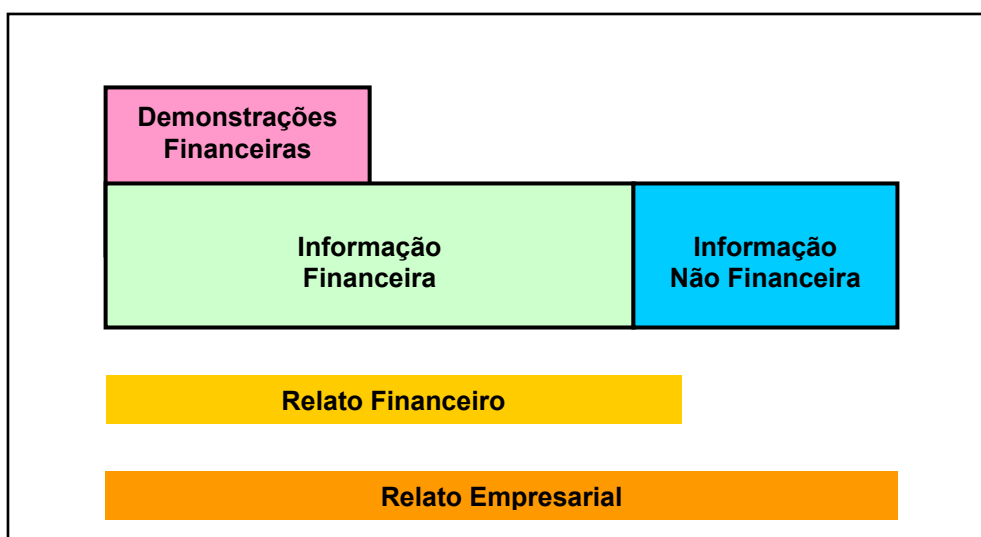 Demonstrações
Financeiras
Informação
Financeira
Informação
Não Financeira
Relato Financeiro
Relato Empresarial